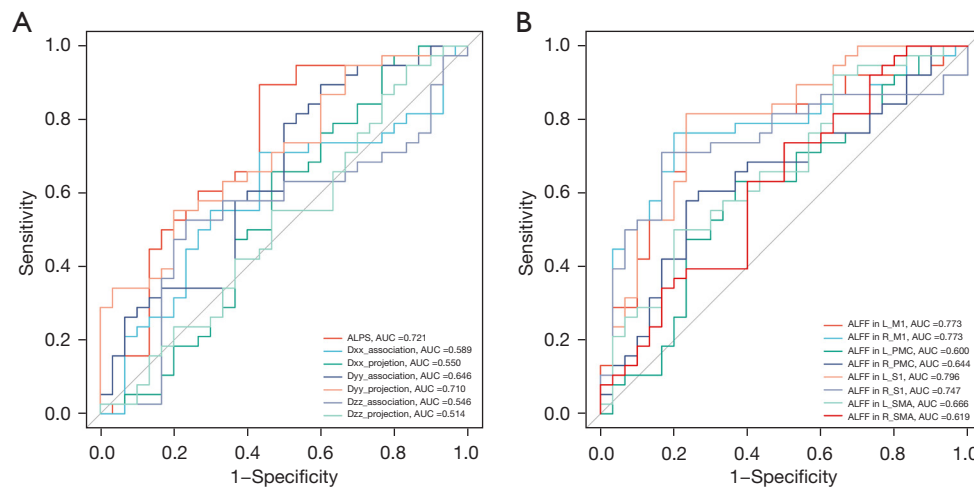 A
1.0
0.8
0.6
0.4
0.2
0.0
Sensitivity
ALPS, AUC =0.721
Dxx_association, AUC =0.589
Dxx_projetion, AUC =0.550
Dyy_association, AUC =0.646
Dyy_projection, AUC =0.710
Dzz_association, AUC =0.546
Dzz_projection, AUC =0.514
0.0 0.2 0.4 0.6 0.8 1.0
1−Specificity
B
1.0
0.8
0.6
0.4
0.2
0.0
Sensitivity
ALFF in L_M1, AUC =0.773
ALFF in R_M1, AUC =0.773
ALFF in L_PMC, AUC =0.600
ALFF in R_PMC, AUC =0.644
ALFF in L_S1, AUC =0.796
ALFF in R_S1, AUC =0.747
ALFF in L_SMA, AUC =0.666
ALFF in R_SMA, AUC =0.619
0.0 0.2 0.4 0.6 0.8 1.0
1−Specificity